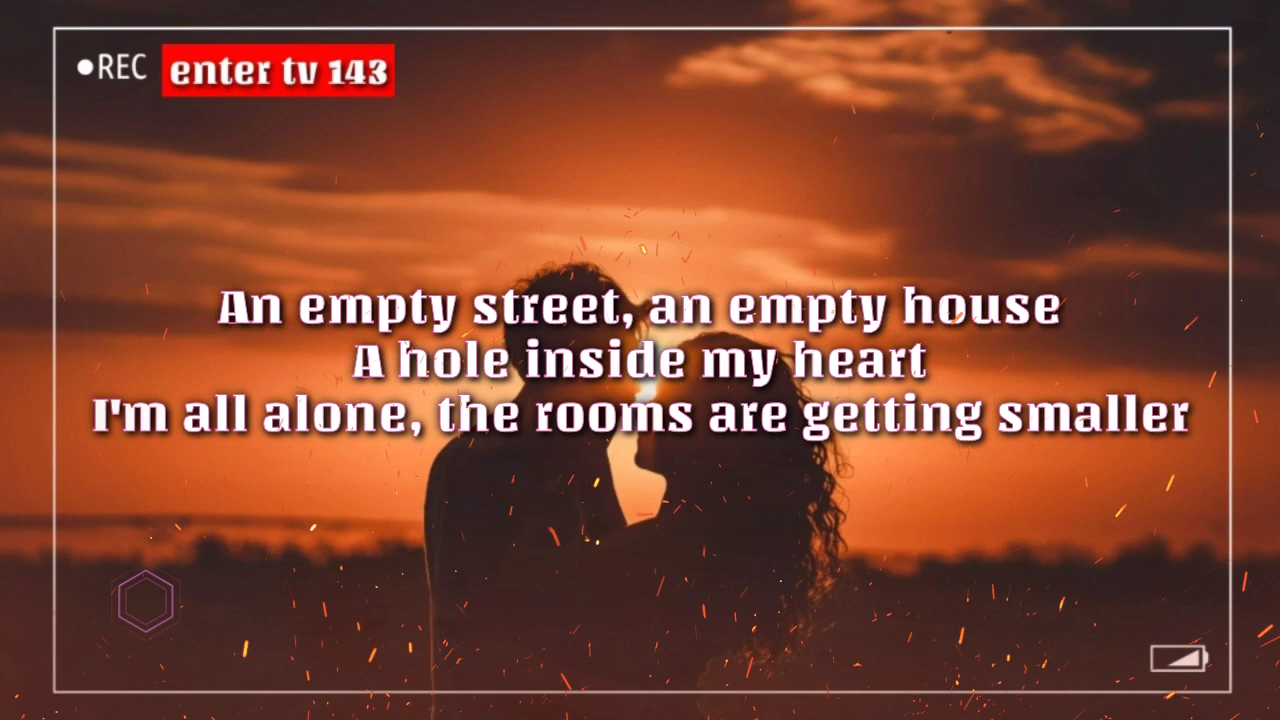 REC
enter tv 143
An empty street, an empty house
A hole inside my heart
I'm all alone, the rooms are getting smaller